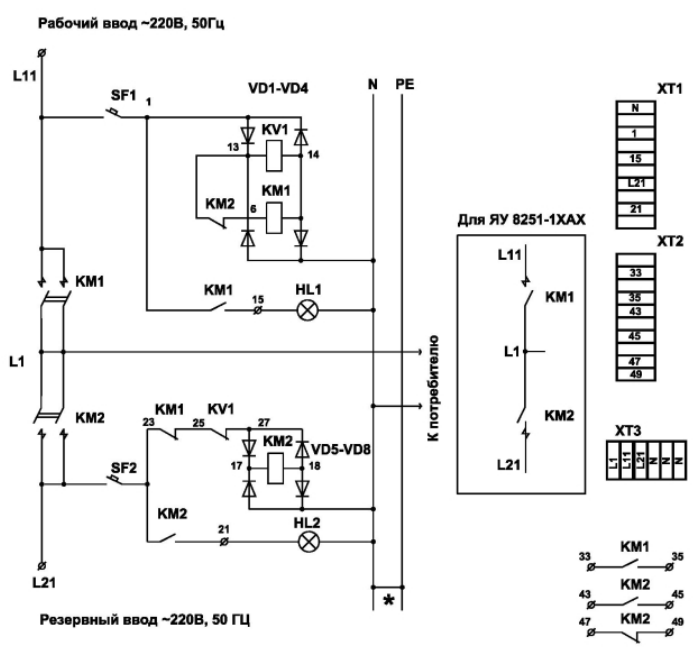 Рабочий ввод ~220В, 50Гц
L11
SF1
1
VD1-VD4
N
PE
13
KV1
14
KM1
KM2
6
KM1
KM1
15
HL1
L1
К потребителю
KM2
23
KM1
25
KV1
27
KM2
VD5-VD8
17
18
SF2
KM2
21
HL2
L21
*
Резервный ввод ~220В, 50 ГЦ
Для ЯУ 8251-1ХАХ
L11
KM1
L1
KM2
L21
XT1
N
1
15
L21
21
XT2
33
35
43
45
47
49
XT3
L1 L11 L21 N N N
33 KM1 35
43 KM2 45
47 KM2 49